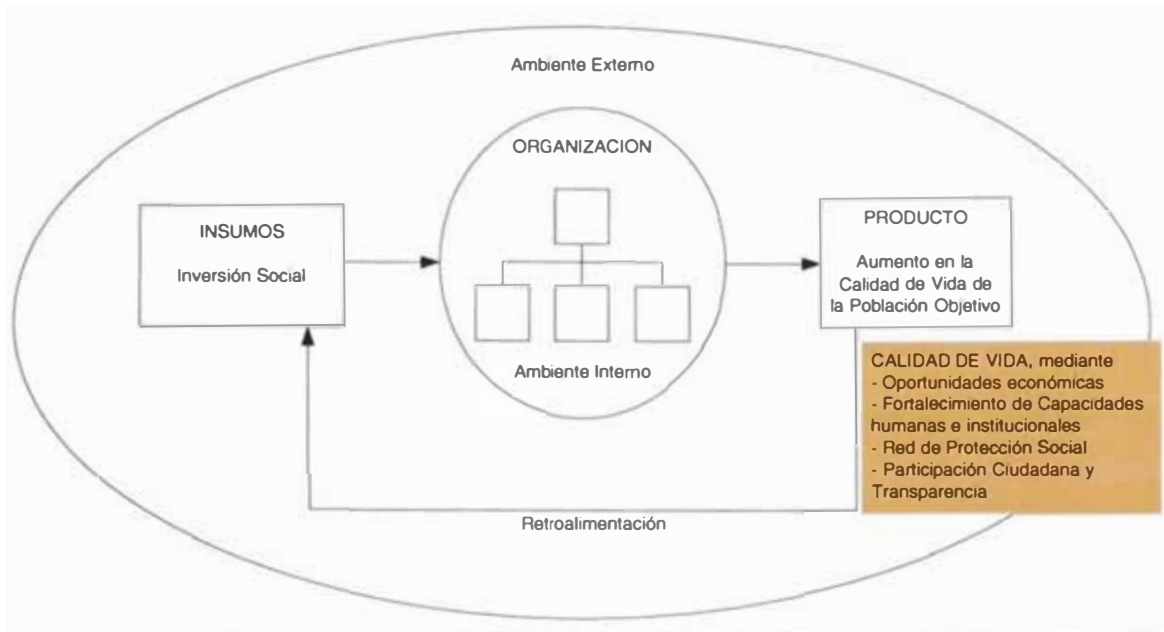 Ambiente Externo
ORGANIZACION
INSUMOS
Inversión Social
Ambiente Interno
PRODUCTO
Aumento en la
Calidad de Vida de
la Población Objetivo
CALIDAD DE VIDA, mediante
- Oportunidades económicas
- Fortalecimiento de Capacidades
humanas e institucionales
- Red de Protección Social
- Participación Ciudadana y
Transparencia
Retroalimentación